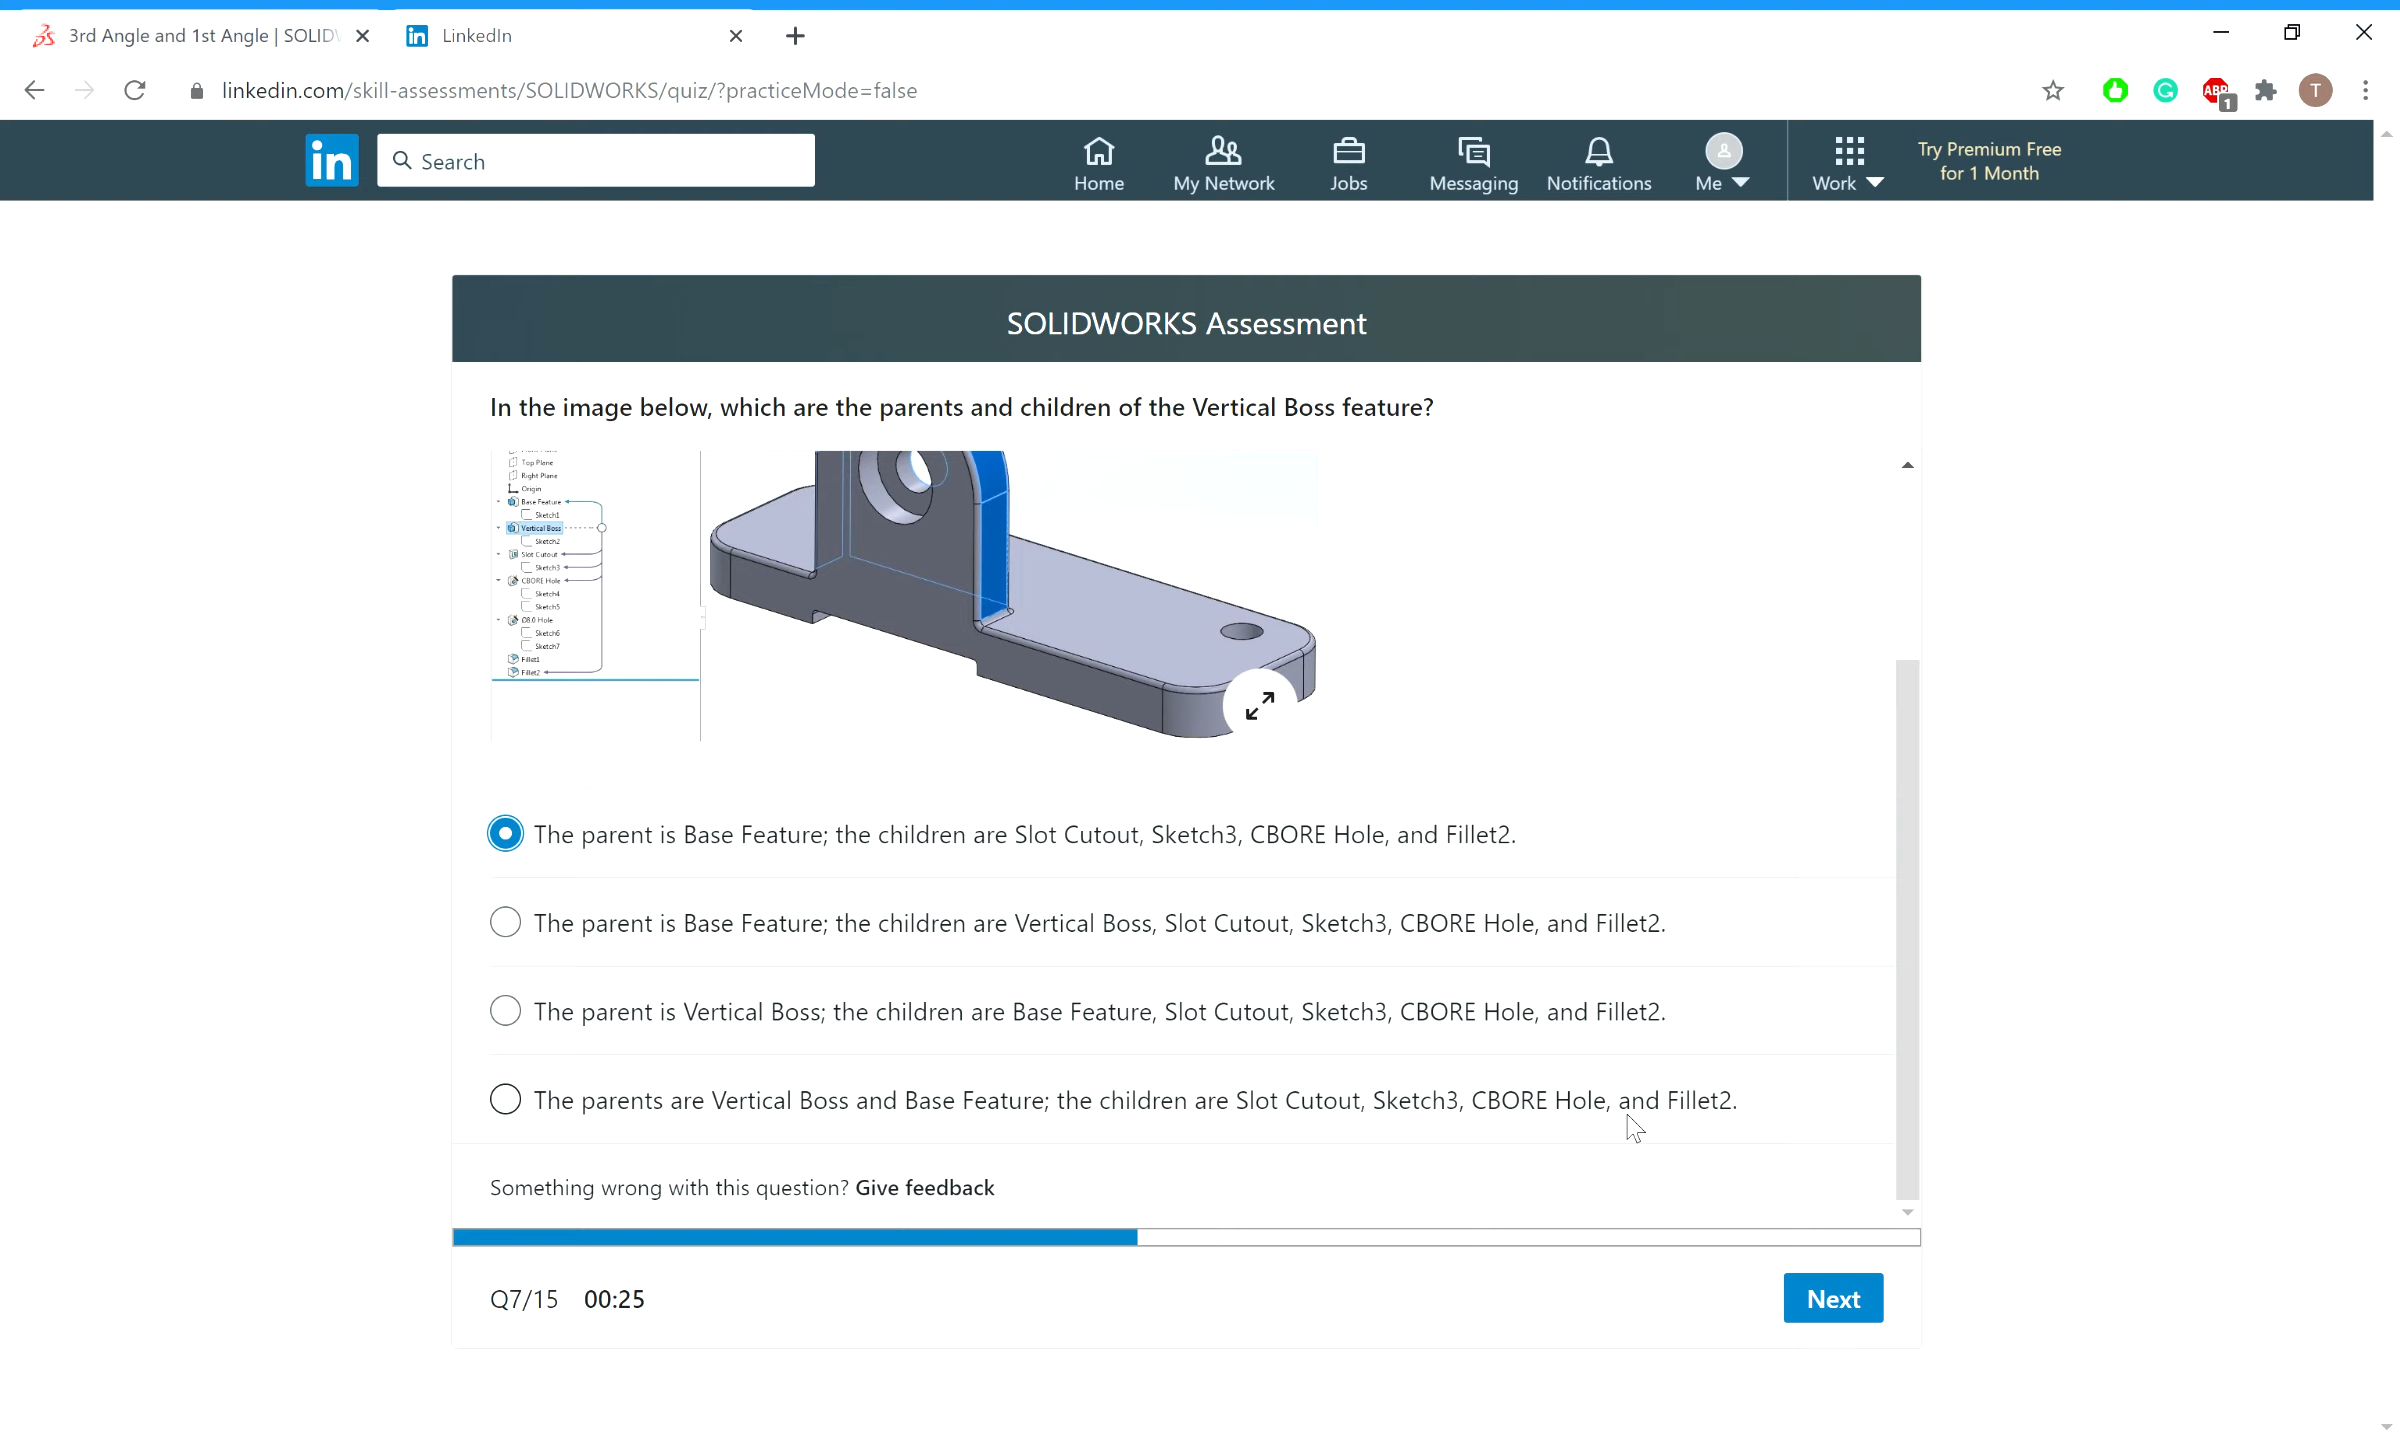 3rd Angle and 1st Angle | SOLID
LinkedIn
linkedin.com/skill-assessments/SOLIDWORKS/quiz/?practiceMode=false
ABP
1
T
in
Search
Home
My Network
Jobs
Messaging
Notifications
Me
Work
Try Premium Free
for 1 Month
SOLIDWORKS Assessment
In the image below, which are the parents and children of the Vertical Boss feature?
Top Plane
Right Plane
Origin
Base Feature
Sketch1
Vertical Boss
Sketch2
Slot Cutout
Sketch3
CBORE Hole
Sketch4
Sketch5
Ø8.0 Hole
Sketch6
Sketch7
Fillet1
Fillet2
The parent is Base Feature; the children are Slot Cutout, Sketch3, CBORE Hole, and Fillet2.
The parent is Base Feature; the children are Vertical Boss, Slot Cutout, Sketch3, CBORE Hole, and Fillet2.
The parent is Vertical Boss; the children are Base Feature, Slot Cutout, Sketch3, CBORE Hole, and Fillet2.
The parents are Vertical Boss and Base Feature; the children are Slot Cutout, Sketch3, CBORE Hole, and Fillet2.
Something wrong with this question? Give feedback
Q7/15 00:25
Next